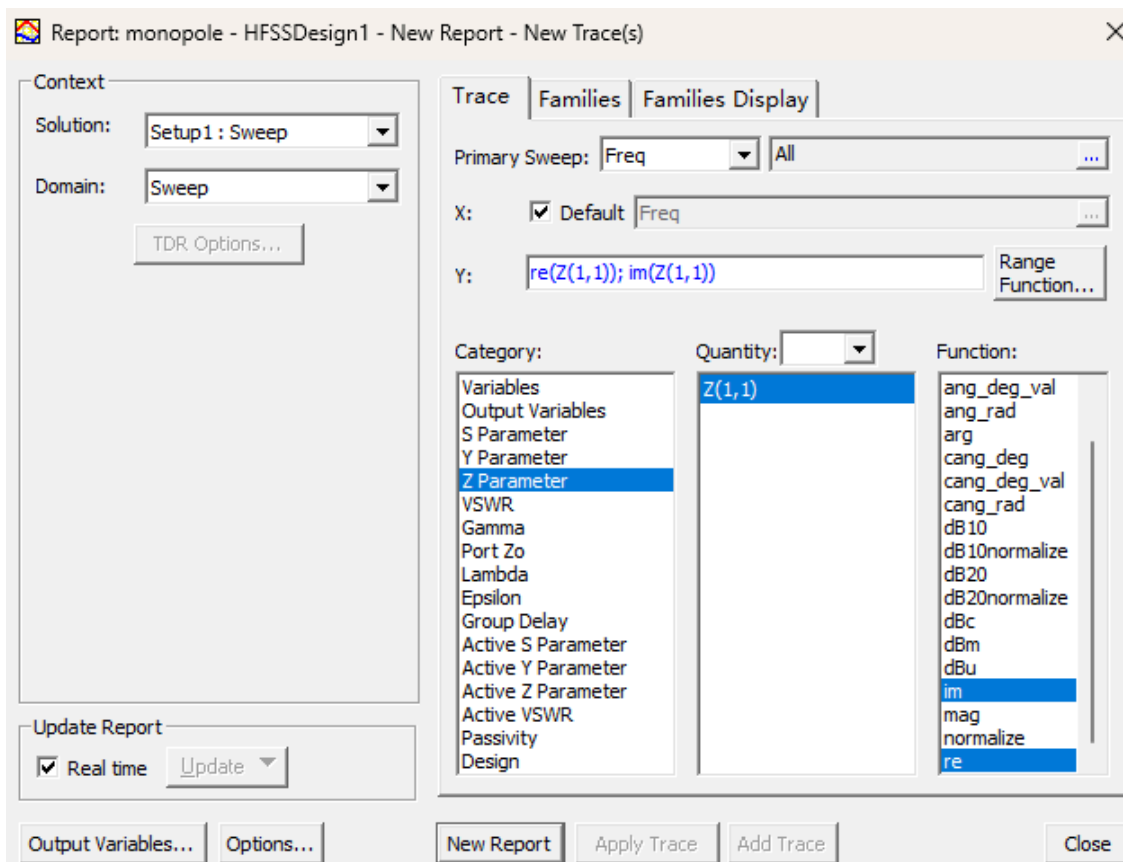 Report: monopole - HFSSDesign1 - New Report - New Trace(s)
Context
Solution: Setup1 : Sweep
Domain: Sweep
TDR Options...
Update Report
Real time Update
Output Variables... Options...
Trace Families Families Display
Primary Sweep: Freq All ...
X: Default Freq ...
Y: re(Z(1,1)); im(Z(1,1)) Range
Function...
Category:
Variables
Output Variables
S Parameter
Y Parameter
Z Parameter
VSWR
Gamma
Port Zo
Lambda
Epsilon
Group Delay
Active S Parameter
Active Y Parameter
Active Z Parameter
Active VSWR
Passivity
Design
Quantity:
Z(1,1)
Function:
ang_deg_val
ang_rad
arg
cang_deg
cang_deg_val
cang_rad
dB10
dB10normalize
dB20
dB20normalize
dBc
dBm
dBu
im
mag
normalize
re
New Report Apply Trace Add Trace Close